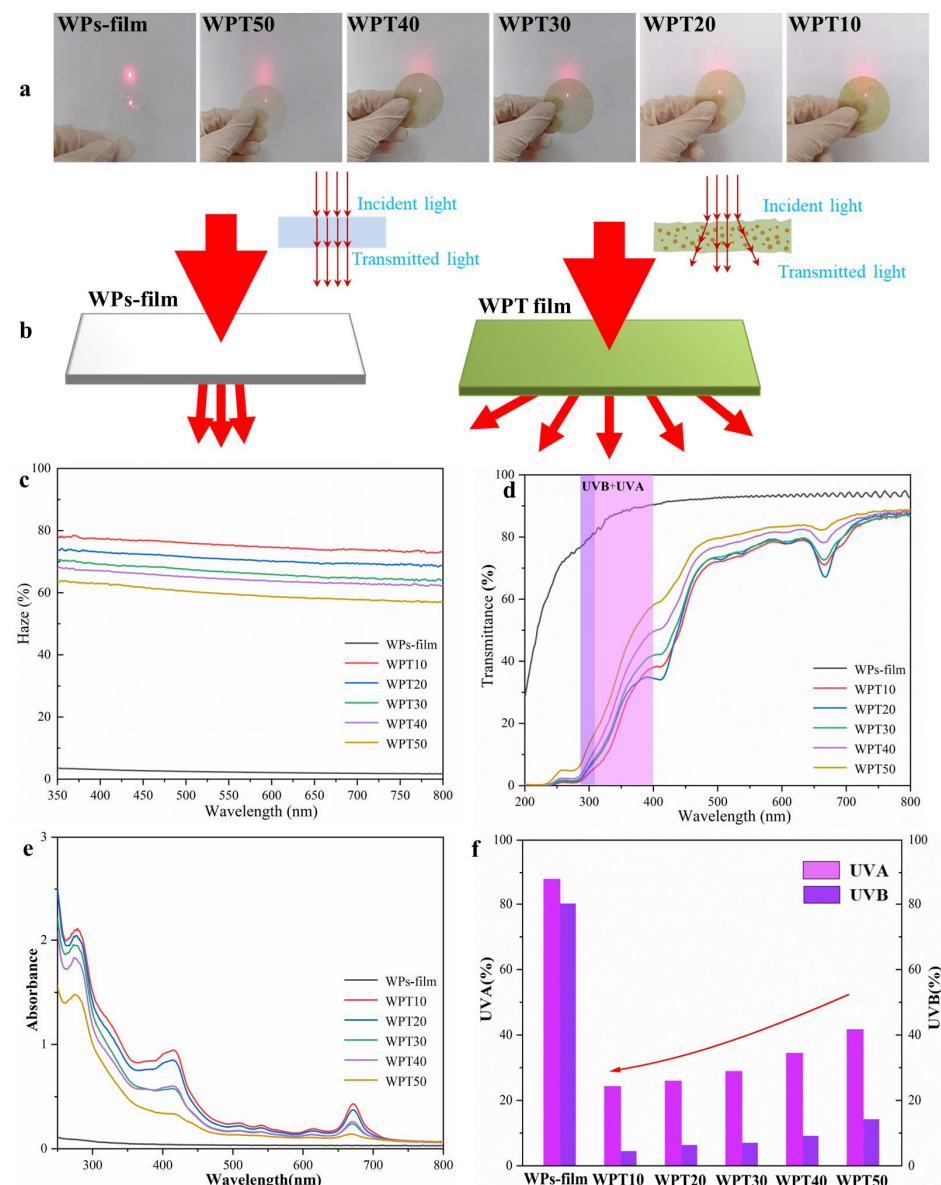 WPs-film WPT50 WPT40 WPT30 WPT20 WPT10
a
Incident light
Transmitted light
Incident light
Transmitted light
WPs-film
WPT film
b
c
100
80
60
40
20
0
Haze (%)
350 400 450 500 550 600 650 700 750 800
Wavelength (nm)
WPs-film
WPT10
WPT20
WPT30
WPT40
WPT50
d
UVB+UVA
100
80
60
40
20
0
Transmittance (%)
200 300 400 500 600 700 800
Wavelength (nm)
WPs-film
WPT10
WPT20
WPT30
WPT40
WPT50
e
3
2
1
0
Absorbance
300 400 500 600 700 800
Wavelength(nm)
WPs-film
WPT10
WPT20
WPT30
WPT40
WPT50
f
100
80
60
40
20
0
UVA(%)
UVA
UVB
100
80
60
40
20
0
UVB(%)
WPs-film WPT10 WPT20 WPT30 WPT40 WPT50